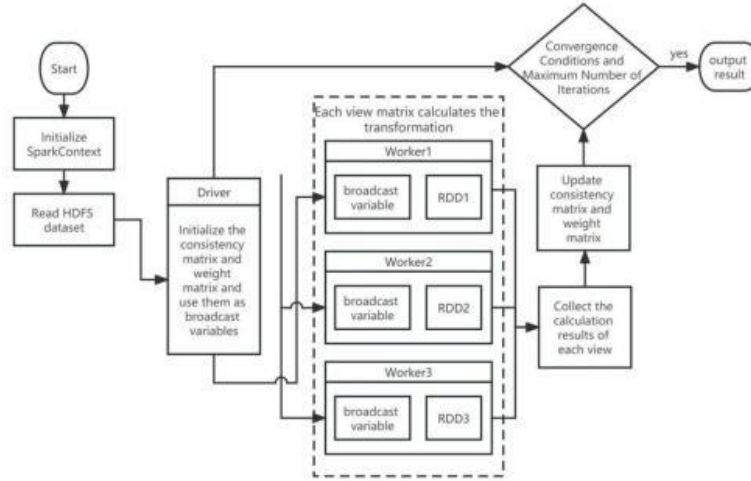 Start
Initialize
SparkContext
Read HDFS
dataset
Driver
Initialize the
consistency
matrix and
weight
matrix and
use them as
broadcast
variables
Each view matrix calculates the
transformation
Worker1
broadcast
variable
RDD1
Worker2
broadcast
variable
RDD2
Worker3
broadcast
variable
RDD3
Collect the
calculation
results of
each view
Update
consistency
matrix and
weight
matrix
Convergence
Conditions and
Maximum Number of
Iterations
yes
output
result